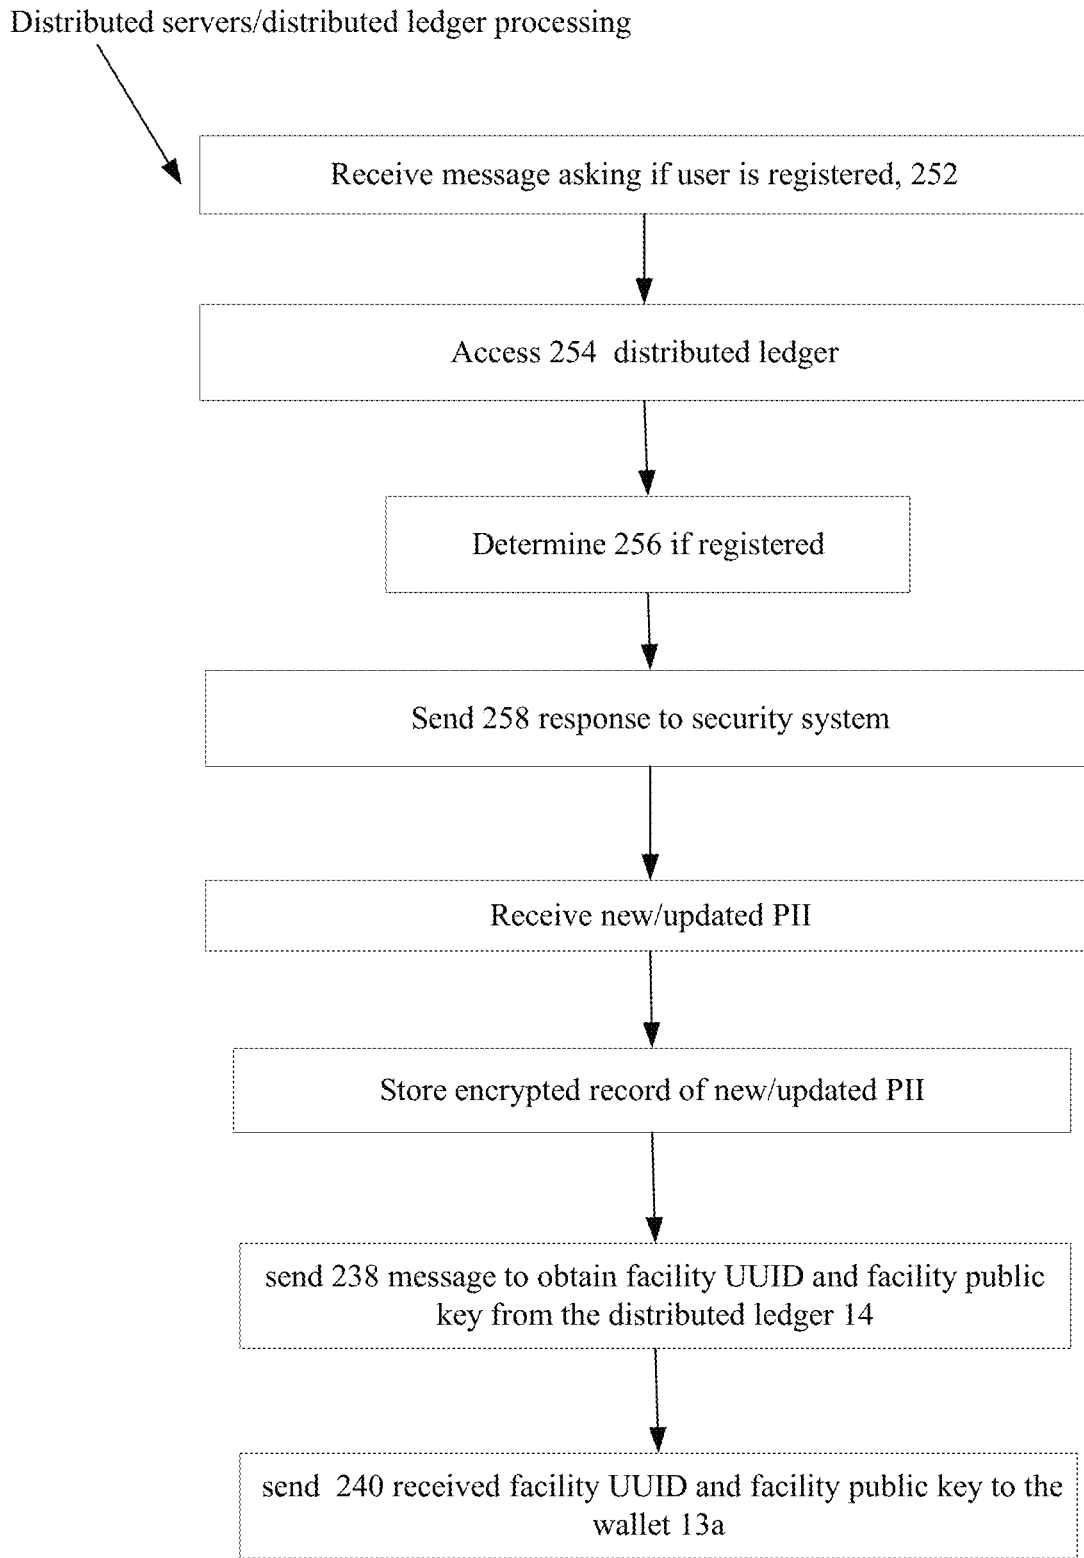 Distributed servers/distributed ledger processing
Receive message asking if user is registered, 252
Access 254  distributed ledger
Determine 256 if registered
Send 258 response to security system
Receive new/updated PII
Store encrypted record of new/updated PII
send 238 message to obtain facility UUID and facility public
key from the distributed ledger 14
send  240 received facility UUID and facility public key to the
wallet 13a